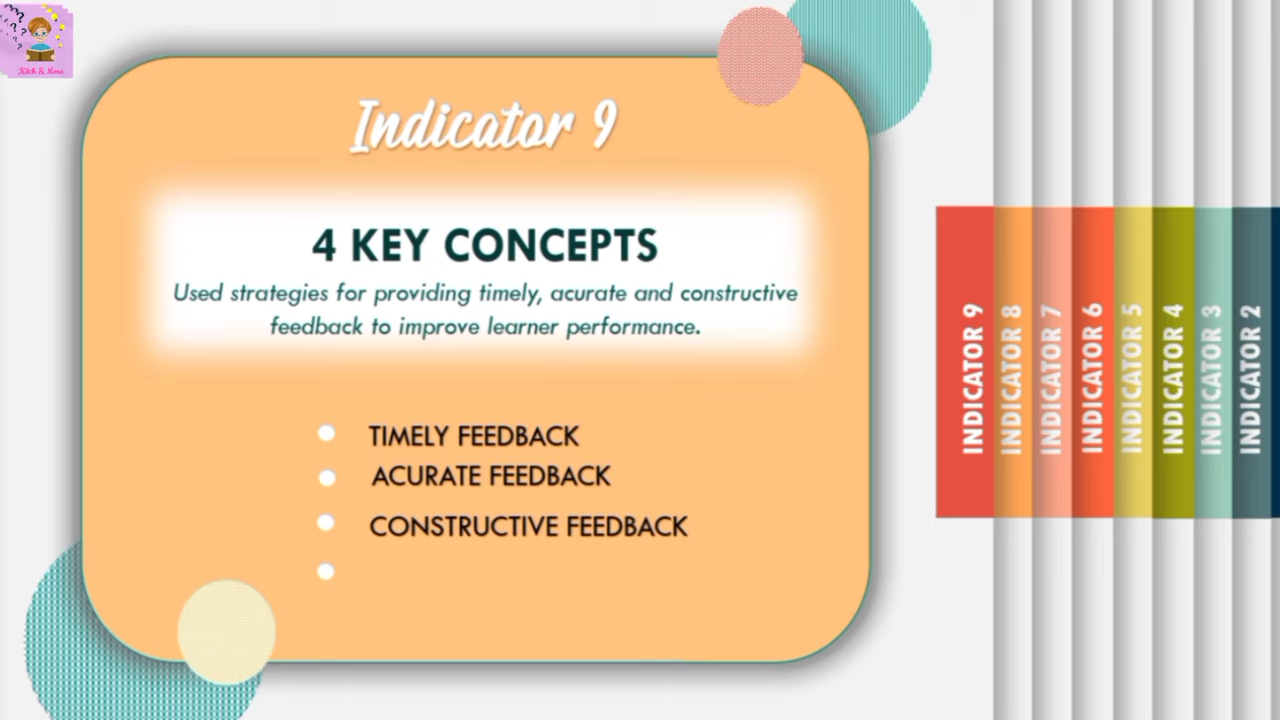 Kitch & More
Indicator 9
4 KEY CONCEPTS
Used strategies for providing timely, acurate and constructive
feedback to improve learner performance.
TIMELY FEEDBACK
ACURATE FEEDBACK
CONSTRUCTIVE FEEDBACK
INDICATOR 9
INDICATOR 8
INDICATOR 7
INDICATOR 6
INDICATOR 5
INDICATOR 4
INDICATOR 3
INDICATOR 2